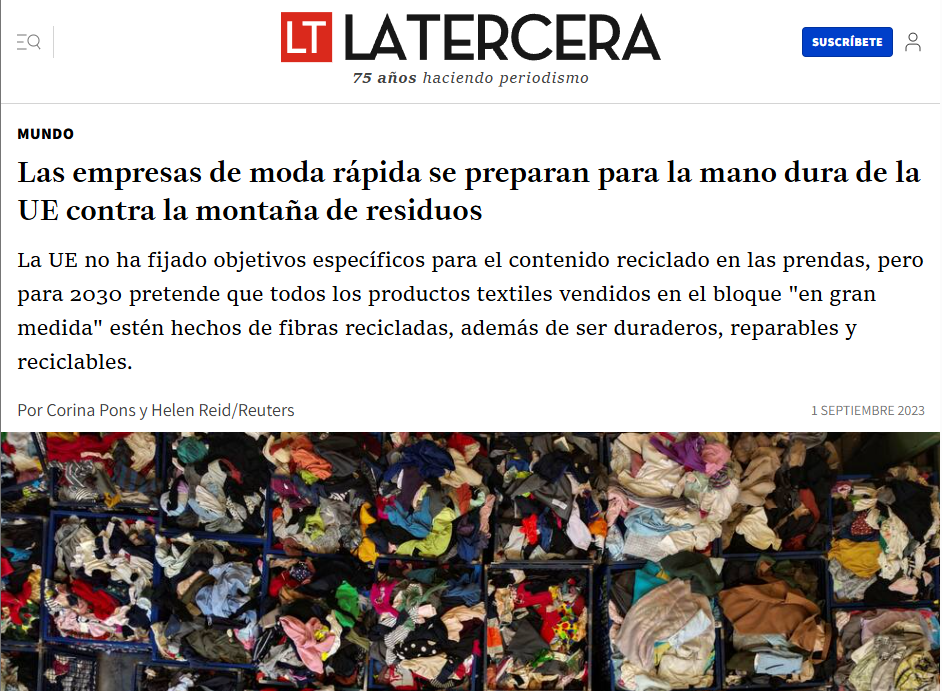 LT LATERCERA
75 años haciendo periodismo
SUSCRÍBETE
MUNDO
Las empresas de moda rápida se preparan para la mano dura de la
UE contra la montaña de residuos
La UE no ha fijado objetivos específicos para el contenido reciclado en las prendas, pero
para 2030 pretende que todos los productos textiles vendidos en el bloque "en gran
medida" estén hechos de fibras recicladas, además de ser duraderos, reparables y
reciclables.
Por Corina Pons y Helen Reid/Reuters
1 SEPTIEMBRE 2023